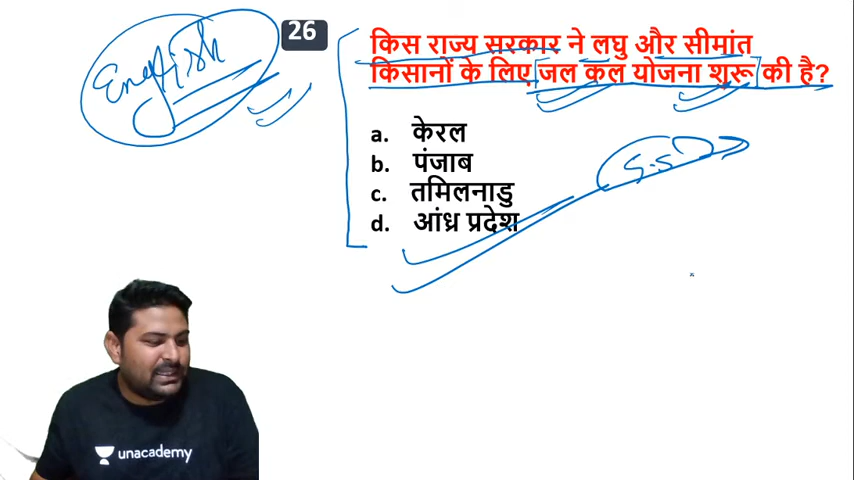 English
26
किस राज्य सरकार ने लघु और सीमांत
किसानों के लिए जल कल योजना शुरू की है?
a. केरल
b. पंजाब
c. तमिलनाडु
d. आंध्र प्रदेश
unacademy